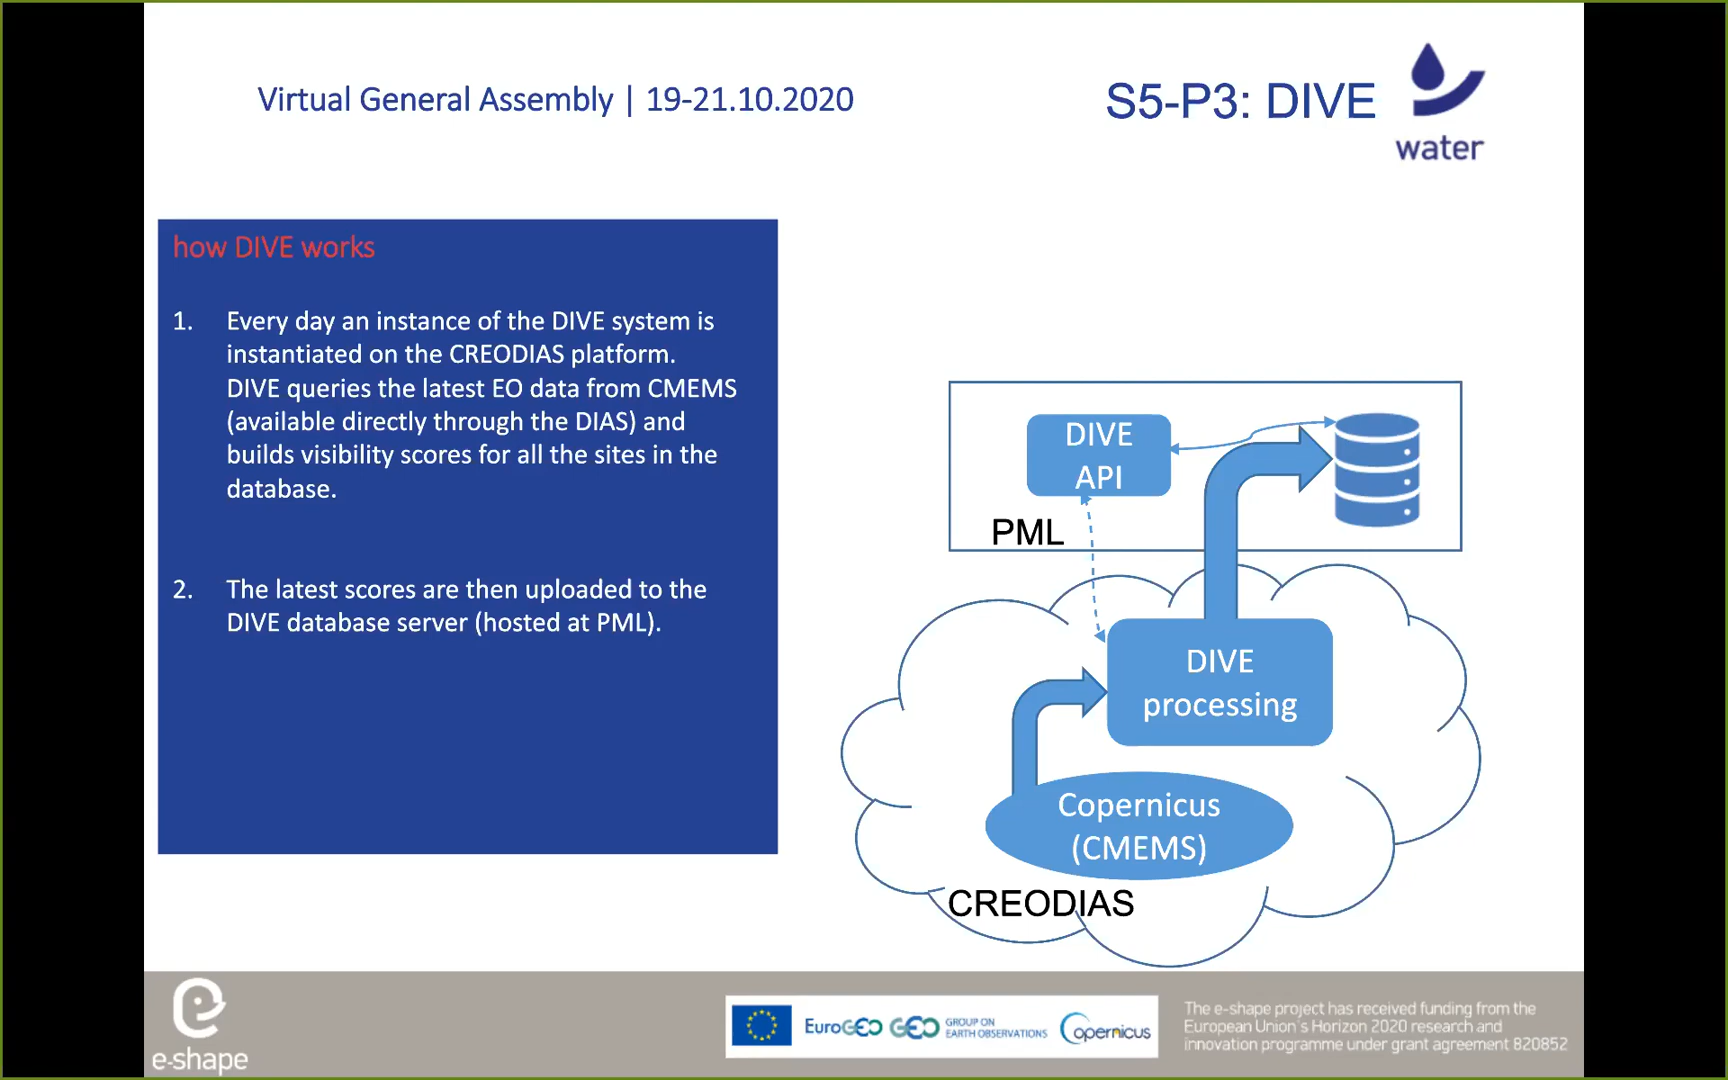 Virtual General Assembly | 19-21.10.2020
S5-P3: DIVE
water
how DIVE works
1. Every day an instance of the DIVE system is
instantiated on the CREODIAS platform.
DIVE queries the latest EO data from CMEMS
(available directly through the DIAS) and
builds visibility scores for all the sites in the
database.
2. The latest scores are then uploaded to the
DIVE database server (hosted at PML).
DIVE
API
PML
DIVE
processing
Copernicus
(CMEMS)
CREODIAS
e-shape
EuroGEO
GEO
GROUP ON
EARTH OBSERVATIONS
Copernicus
The e-shape project has received funding from the
European Union's Horizon 2020 research and
innovation programme under grant agreement 820852